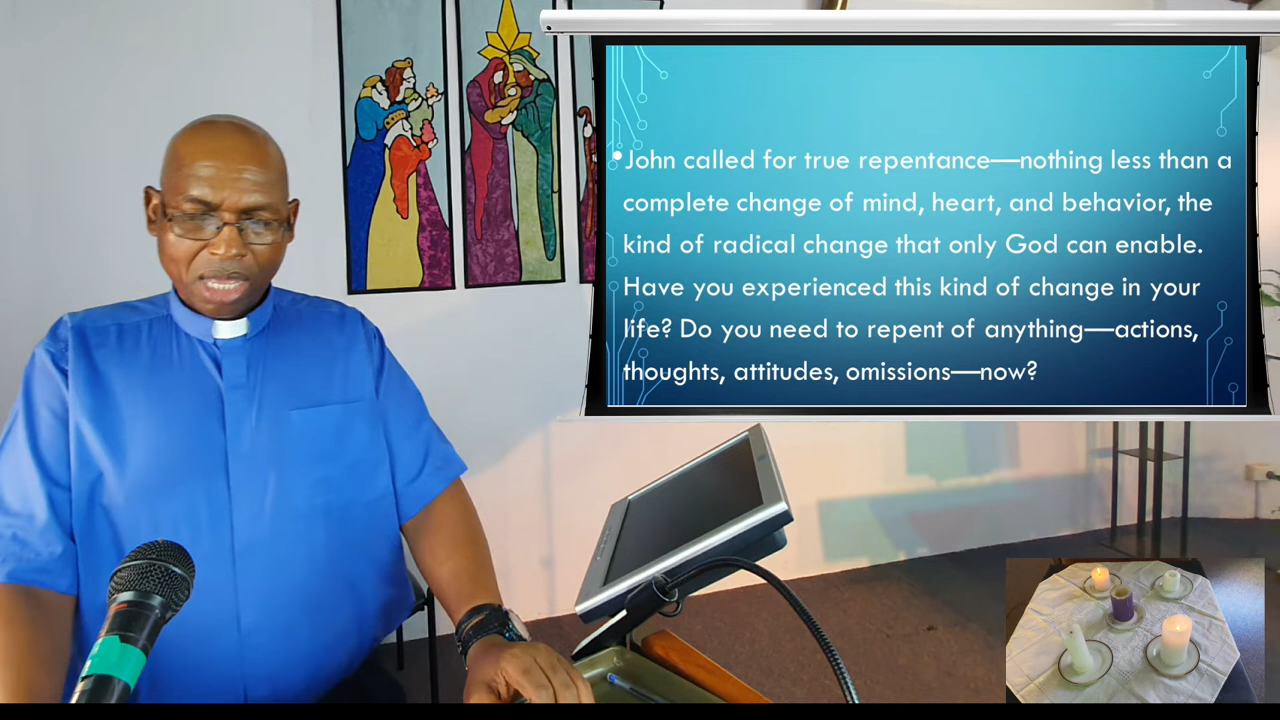 •John called for true repentance—nothing less than a
complete change of mind, heart, and behavior, the
kind of radical change that only God can enable.
Have you experienced this kind of change in your
life? Do you need to repent of anything—actions,
thoughts, attitudes, omissions—now?